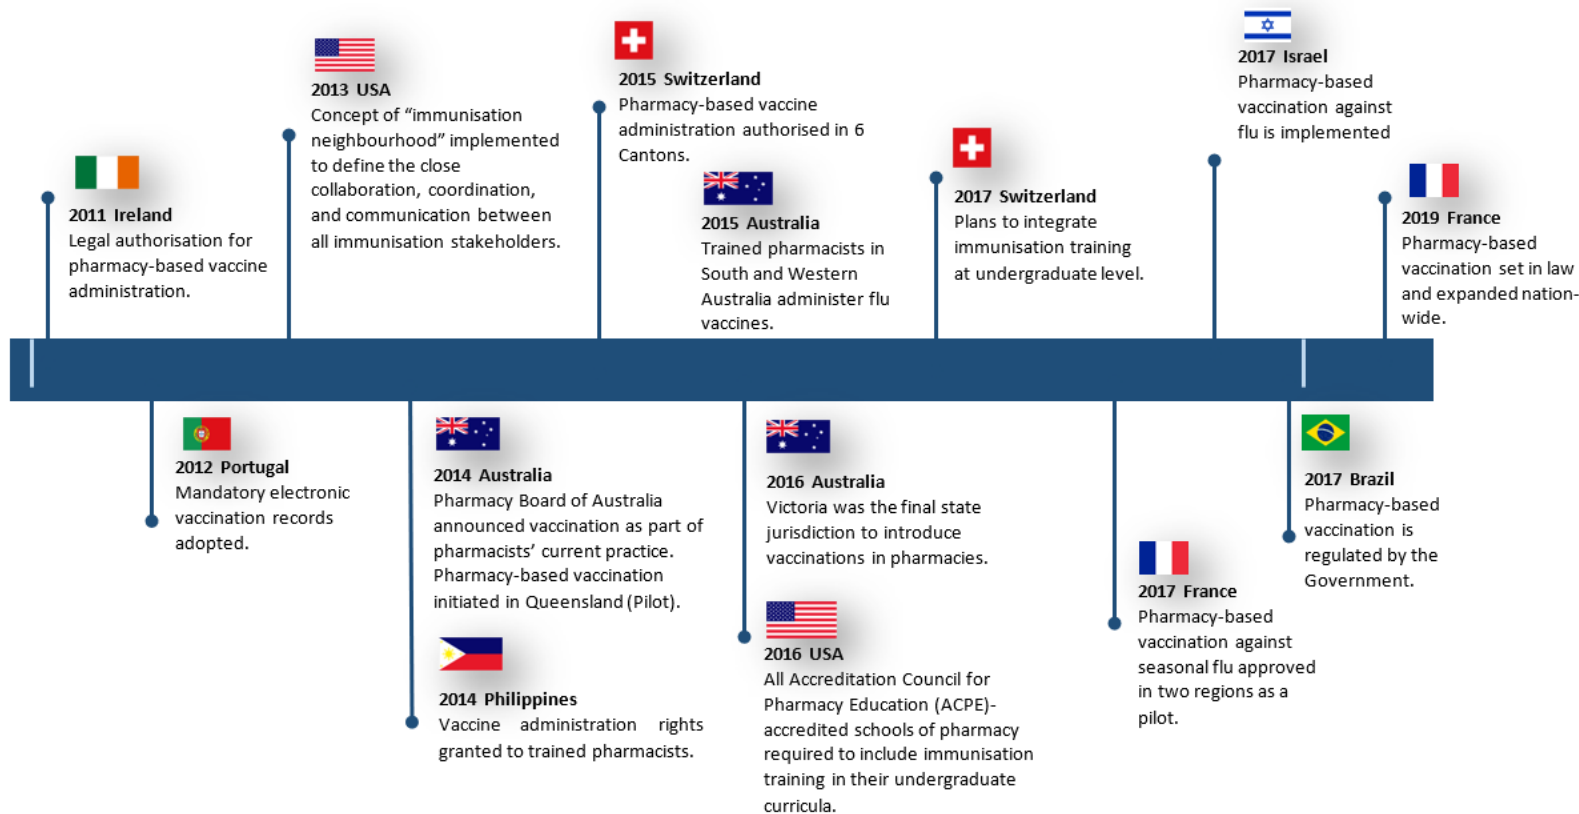 2011 Ireland
Legal authorisation for
pharmacy-based vaccine
administration.
2013 USA
Concept of “immunisation
neighbourhood” implemented
to define the close
collaboration, coordination,
and communication between
all immunisation stakeholders.
2015 Switzerland
Pharmacy-based vaccine
administration authorised in 6
Cantons.
2015 Australia
Trained pharmacists in
South and Western
Australia administer flu
vaccines.
2017 Switzerland
Plans to integrate
immunisation training
at undergraduate level.
2017 Israel
Pharmacy-based
vaccination against
flu is implemented
2019 France
Pharmacy-based
vaccination set in law
and expanded nation-
wide.
2012 Portugal
Mandatory electronic
vaccination records
adopted.
2014 Australia
Pharmacy Board of Australia
announced vaccination as part of
pharmacists’ current practice.
Pharmacy-based vaccination
initiated in Queensland (Pilot).
2014 Philippines
Vaccine administration rights
granted to trained pharmacists.
2016 Australia
Victoria was the final state
jurisdiction to introduce
vaccinations in pharmacies.
2016 USA
All Accreditation Council for
Pharmacy Education (ACPE)-
accredited schools of pharmacy
required to include immunisation
training in their undergraduate
curricula.
2017 France
Pharmacy-based
vaccination against
seasonal flu approved
in two regions as a
pilot.
2017 Brazil
Pharmacy-based
vaccination is
regulated by the
Government.